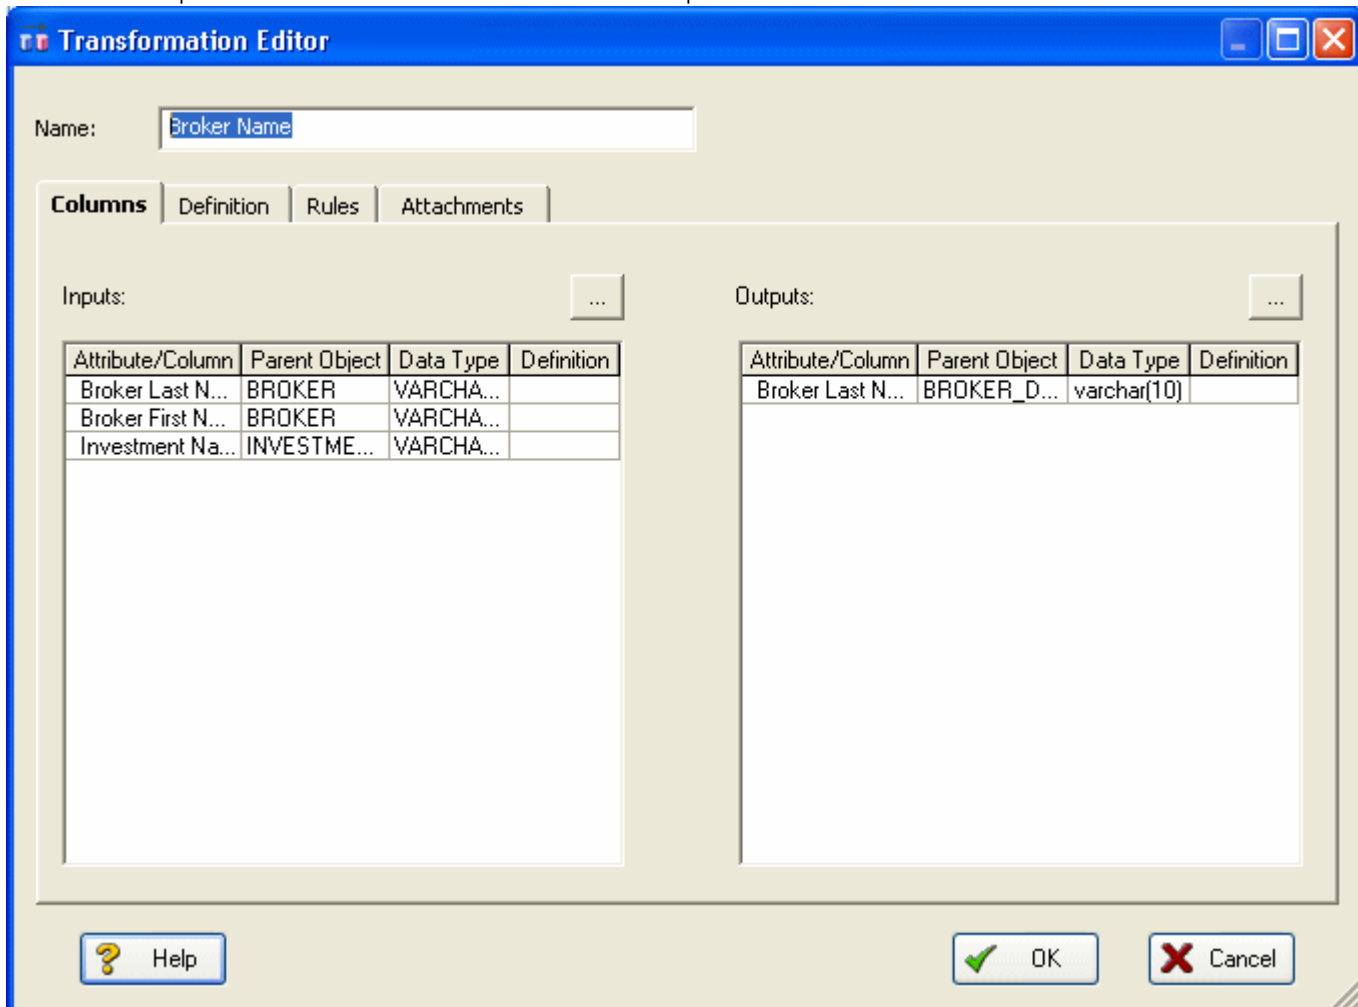 Transformation Editor
Name: Broker Name
Columns Definition Rules Attachments
Inputs: ... Outputs: ...
Attribute/Column Parent Object Data Type Definition Attribute/Column Parent Object Data Type Definition
Broker Last N... BROKER VARCHA... Broker Last N... BROKER_D... varchar(10)
Broker First N... BROKER VARCHA...
Investment Na... INVESTME... VARCHA...
Help OK Cancel